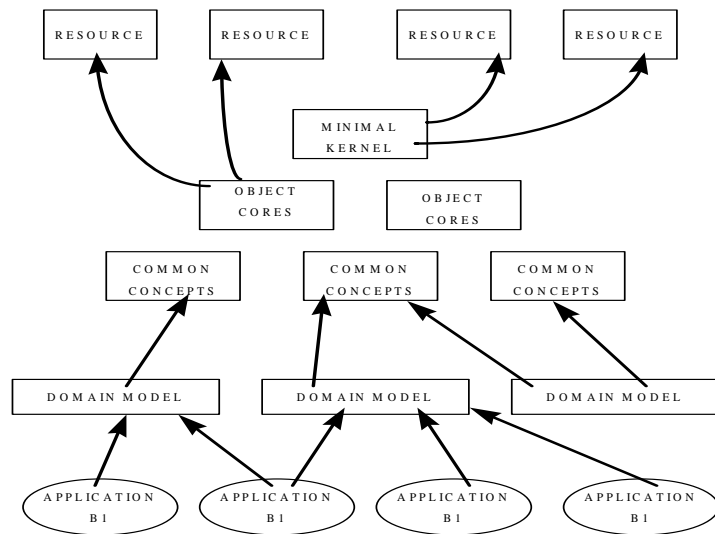 RESOURCE
RESOURCE
RESOURCE
RESOURCE
MINIMAL
KERNEL
OBJECT
CORES
OBJECT
CORES
COMMON
CONCEPTS
COMMON
CONCEPTS
COMMON
CONCEPTS
DOMAIN MODEL
DOMAIN MODEL
DOMAIN MODEL
APPLICATION
B1
APPLICATION
B1
APPLICATION
B1
APPLICATION
B1